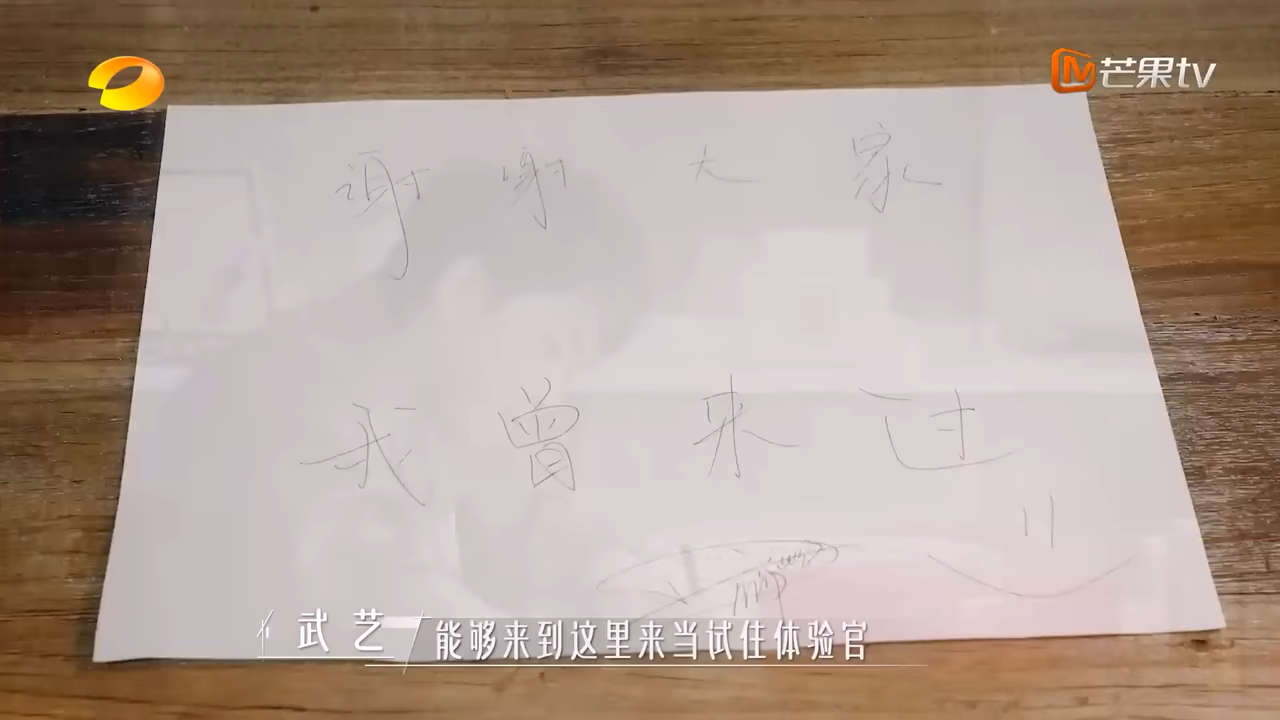 芒果tv
谢谢大家
我曾来过
武艺
能够来到这里来当试住体验官